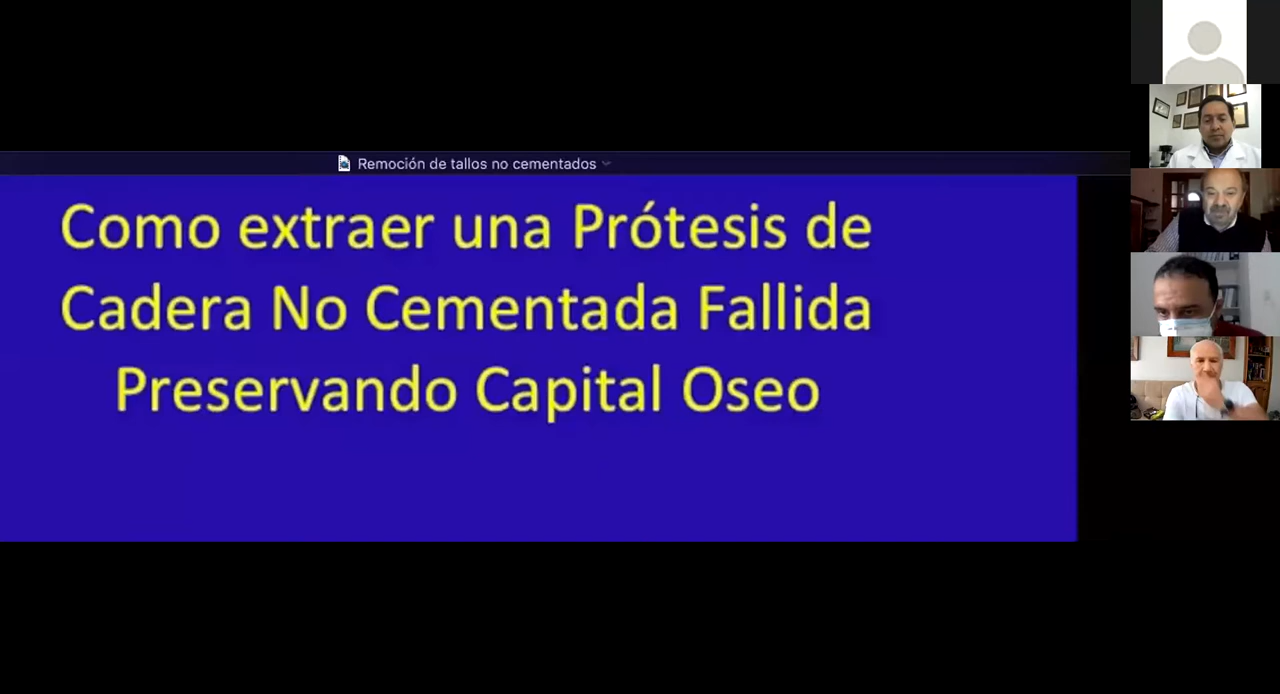 Remoción de tallos no cementados
Como extraer una Prótesis de
Cadera No Cementada Fallida
Preservando Capital Oseo